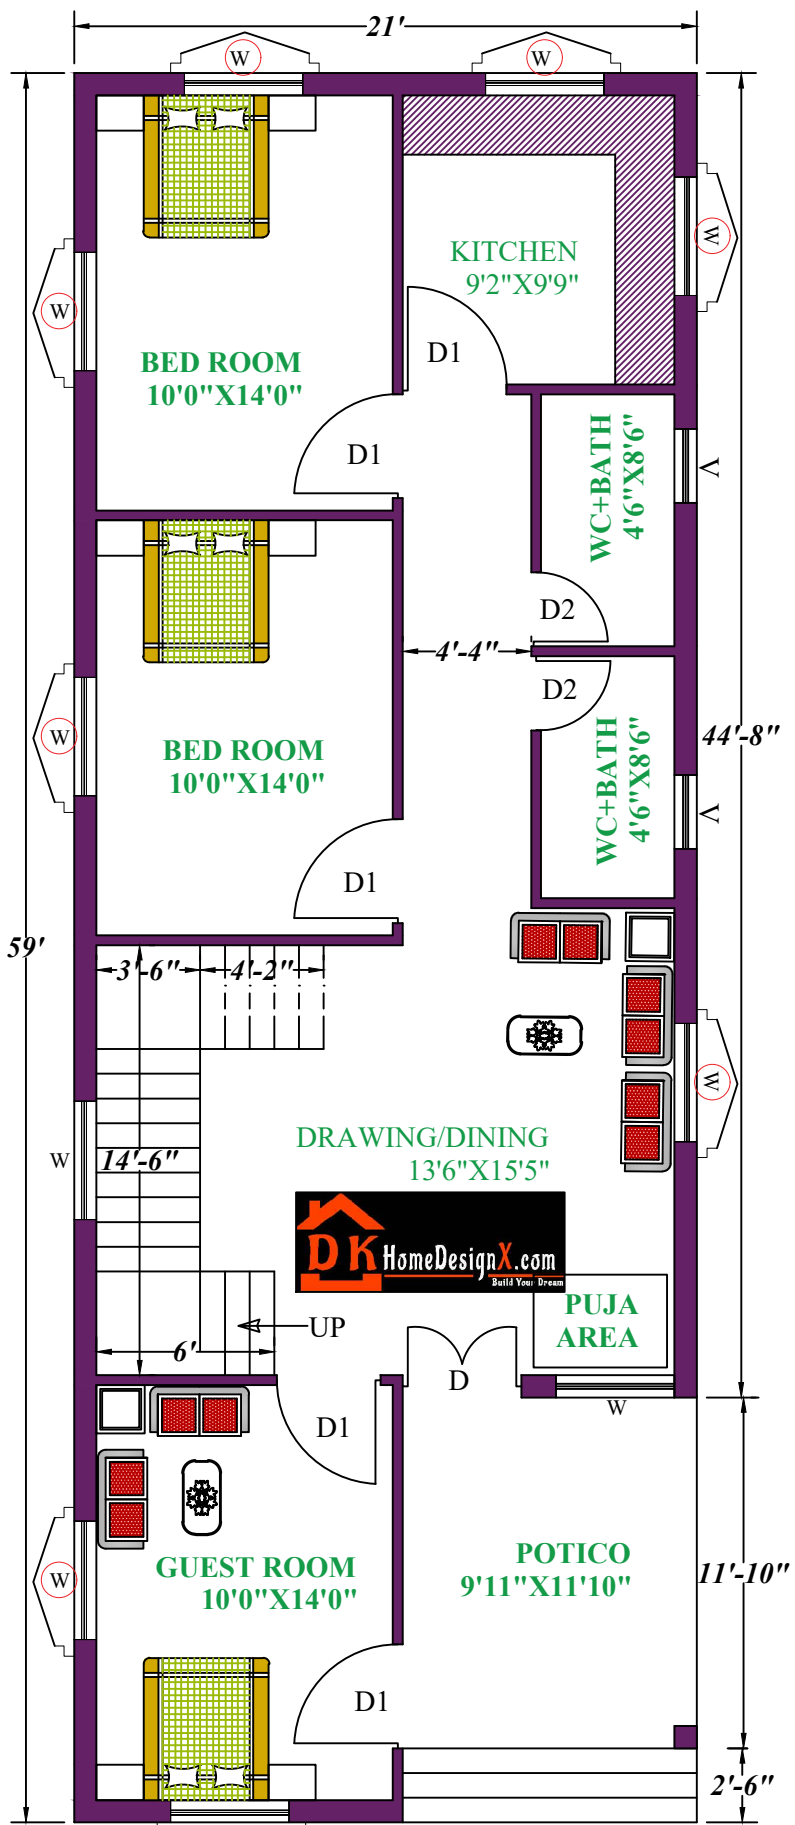 21'
W
W
W
W
KITCHEN
9'2"X9'9"
D1
BED ROOM
10'0"X14'0"
D1
WC+BATH
4'6"X8'6"
V
D2
4'-4"
D2
W
BED ROOM
10'0"X14'0"
WC+BATH
4'6"X8'6"
44'-8"
V
D1
59'
3'-6"
4'-2"
W
DRAWING/DINING
13'6"X15'5"
W
14'-6"
DK HomeDesignX.com
Build Your Dream
PUJA
AREA
UP
6'
D
W
D1
GUEST ROOM
10'0"X14'0"
W
POTICO
9'11"X11'10"
11'-10"
D1
2'-6"